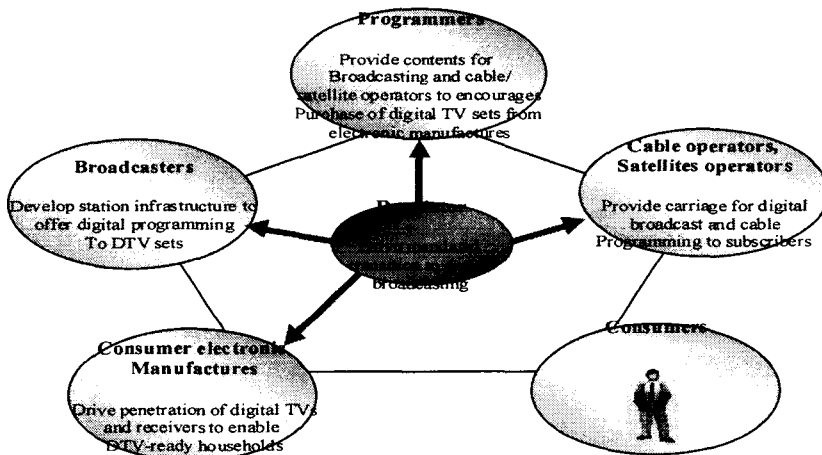 Programmers
Provide contents for
Broadcasting and cable/
satellite operators to encourages
Purchase of digital TV sets from
electronic manufactures
Broadcasters
Develop station infrastructure to
offer digital programming
To DTV sets
Cable operators,
Satellites operators
Provide carriage for digital
broadcast and cable
Programming to subscribers
broadcasting
Consumer electronic
Manufactures
Drive penetration of digital TVs
and receivers to enable
DTV-ready households
Consumers